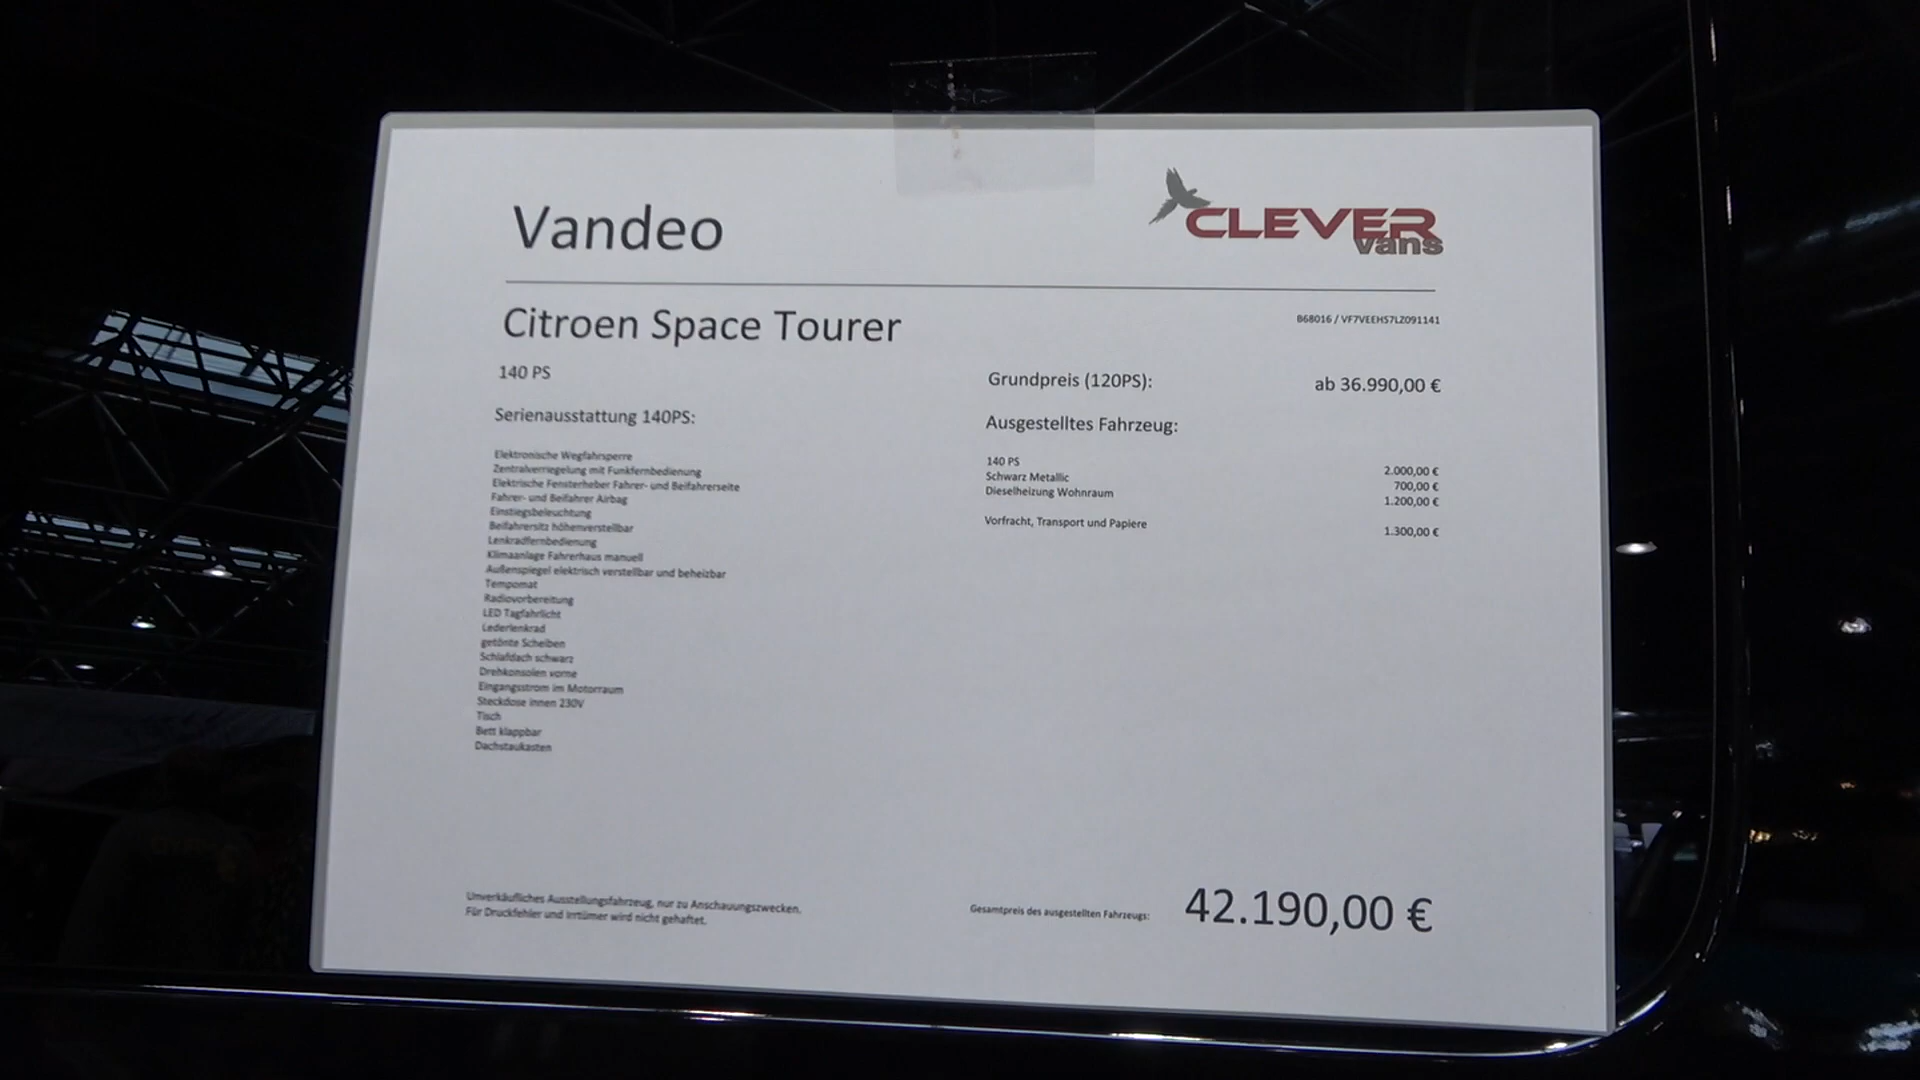 Vandeo
CLEVER
vans
Citroen Space Tourer
B68016 / VF7VEEHS7LZ091141
140 PS
Grundpreis (120PS): ab 36.990,00 €
Serienausstattung 140PS:
Ausgestelltes Fahrzeug:
Elektronische Wegfahrsperre
Zentralverriegelung mit Funkfernbedienung
Elektrische Fensterheber Fahrer- und Beifahrerseite
Fahrer- und Beifahrer Airbag
Einstiegsbeleuchtung
Beifahrersitz höhenverstellbar
Lenkradfernbedienung
Klimaanlage Fahrerhaus manuell
Außenspiegel elektrisch verstellbar und beheizbar
Tempomat
Radiovorbereitung
LED Tagfahrlicht
Lederlenkrad
getönte Scheiben
Schlafdach schwarz
Drehkonsolen vorne
Eingangsstrom im Motorraum
Steckdose innen 230V
Tisch
Bett klappbar
Dachstaukasten
140 PS 2.000,00 €
Schwarz Metallic 700,00 €
Dieselheizung Wohnraum 1.200,00 €
Vorfracht, Transport und Papiere 1.300,00 €
Unverkäufliches Ausstellungsfahrzeug, nur zu Anschauungszwecken.
Für Druckfehler und Irrtümer wird nicht gehaftet.
Gesamtpreis des ausgestellten Fahrzeugs: 42.190,00 €